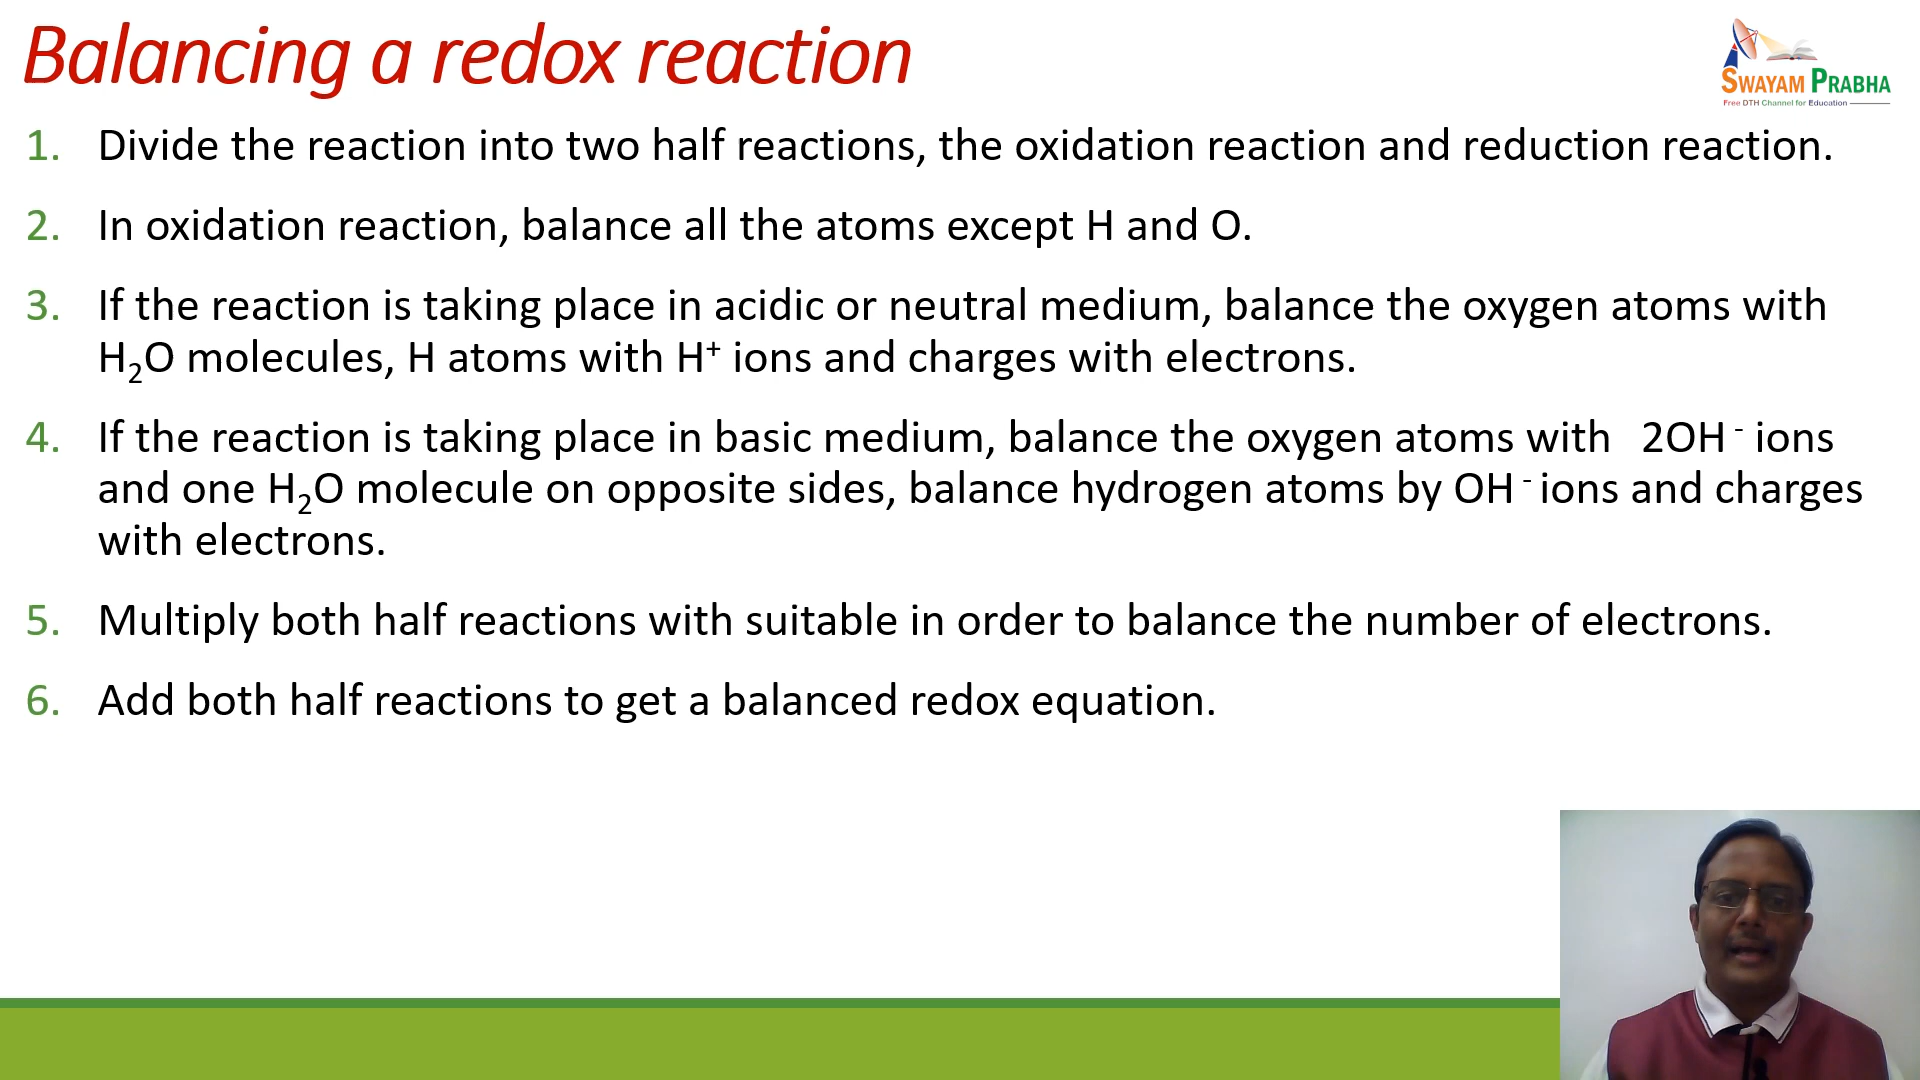 Balancing a redox reaction
SWAYAM PRABHA
Free DTH Channel for Education
1. Divide the reaction into two half reactions, the oxidation reaction and reduction reaction.
2. In oxidation reaction, balance all the atoms except H and O.
3. If the reaction is taking place in acidic or neutral medium, balance the oxygen atoms with
H₂O molecules, H atoms with H⁺ ions and charges with electrons.
4. If the reaction is taking place in basic medium, balance the oxygen atoms with 2OH ⁻ ions
and one H₂O molecule on opposite sides, balance hydrogen atoms by OH ⁻ ions and charges
with electrons.
5. Multiply both half reactions with suitable in order to balance the number of electrons.
6. Add both half reactions to get a balanced redox equation.